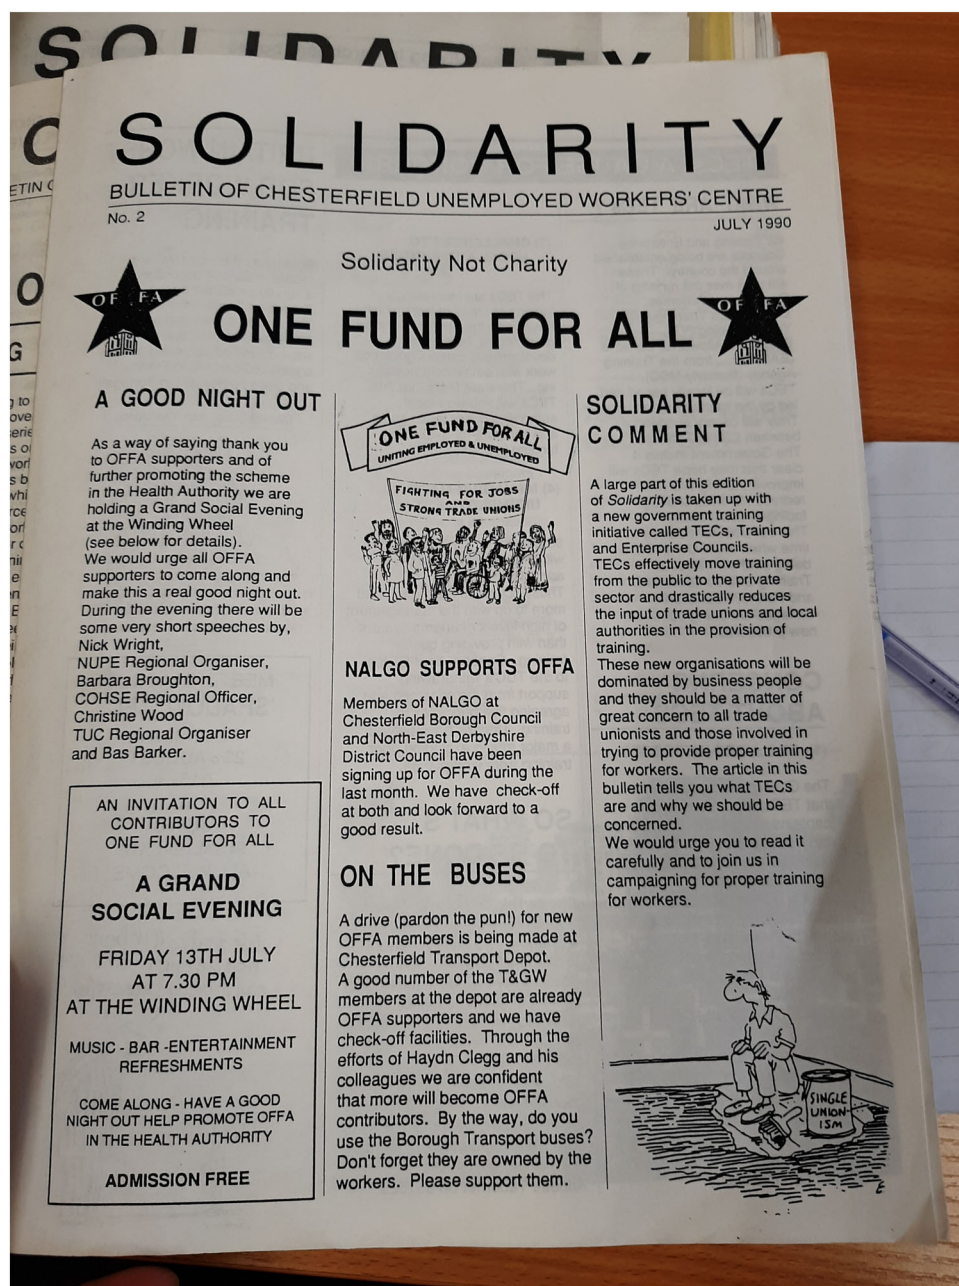 SOLIDARITY
SOLIDARITY
BULLETIN OF CHESTERFIELD UNEMPLOYED WORKERS' CENTRE
No. 2
JULY 1990
Solidarity Not Charity
OFFA
ONE FUND FOR ALL
OFFA
A GOOD NIGHT OUT
As a way of saying thank you
to OFFA supporters and of
further promoting the scheme
in the Health Authority we are
holding a Grand Social Evening
at the Winding Wheel
(see below for details).
We would urge all OFFA
supporters to come along and
make this a real good night out.
During the evening there will be
some very short speeches by,
Nick Wright,
NUPE Regional Organiser,
Barbara Broughton,
COHSE Regional Officer,
Christine Wood
TUC Regional Organiser
and Bas Barker.
AN INVITATION TO ALL
CONTRIBUTORS TO
ONE FUND FOR ALL
A GRAND
SOCIAL EVENING
FRIDAY 13TH JULY
AT 7.30 PM
AT THE WINDING WHEEL
MUSIC - BAR -ENTERTAINMENT
REFRESHMENTS
COME ALONG - HAVE A GOOD
NIGHT OUT HELP PROMOTE OFFA
IN THE HEALTH AUTHORITY
ADMISSION FREE
ONE FUND FOR ALL
UNITING EMPLOYED & UNEMPLOYED
FIGHTING FOR JOBS
AND
STRONG TRADE UNIONS
NALGO SUPPORTS OFFA
Members of NALGO at
Chesterfield Borough Council
and North-East Derbyshire
District Council have been
signing up for OFFA during the
last month. We have check-off
at both and look forward to a
good result.
ON THE BUSES
A drive (pardon the pun!) for new
OFFA members is being made at
Chesterfield Transport Depot.
A good number of the T&GW
members at the depot are already
OFFA supporters and we have
check-off facilities. Through the
efforts of Haydn Clegg and his
colleagues we are confident
that more will become OFFA
contributors. By the way, do you
use the Borough Transport buses?
Don't forget they are owned by the
workers. Please support them.
SOLIDARITY
COMMENT
A large part of this edition
of Solidarity is taken up with
a new government training
initiative called TECs, Training
and Enterprise Councils.
TECs effectively move training
from the public to the private
sector and drastically reduces
the input of trade unions and local
authorities in the provision of
training.
These new organisations will be
dominated by business people
and they should be a matter of
great concern to all trade
unionists and those involved in
trying to provide proper training
for workers. The article in this
bulletin tells you what TECs
are and why we should be
concerned.
We would urge you to read it
carefully and to join us in
campaigning for proper training
for workers.
SINGLE
UNION-
ISM